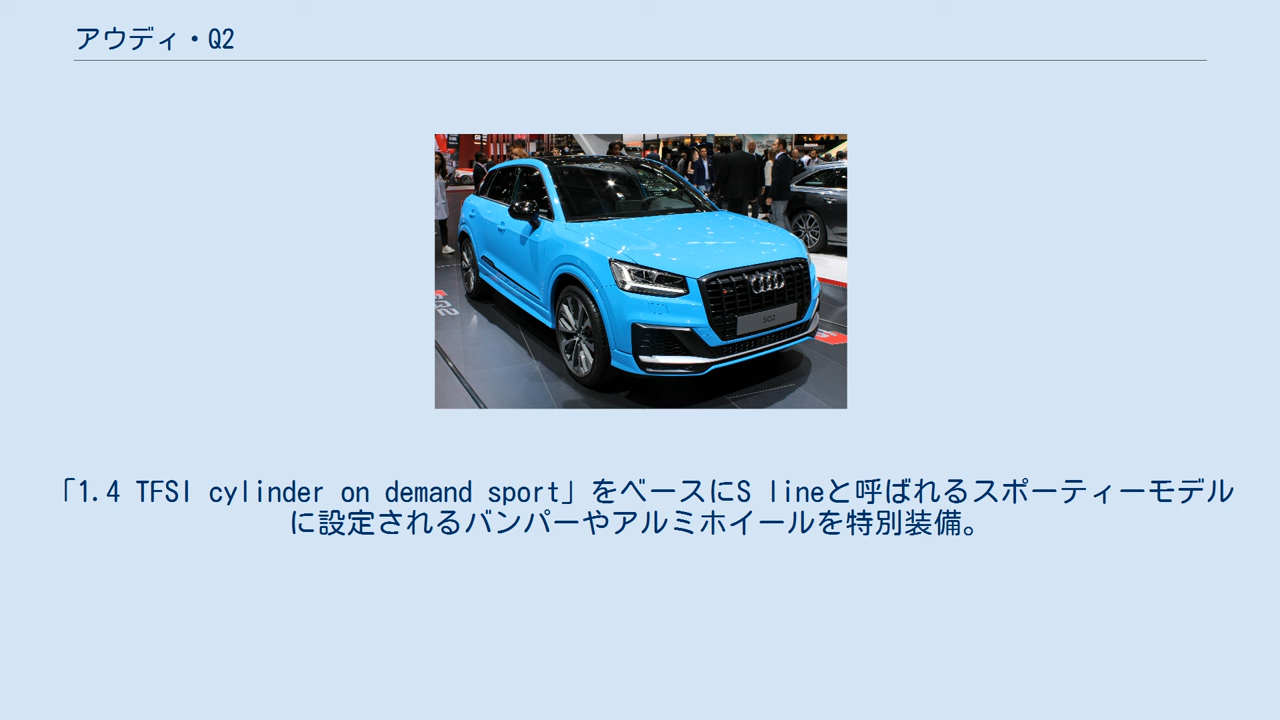 アウディ・Q2
SQ2
SQ2
「1.4 TFSI cylinder on demand sport」をベースにS lineと呼ばれるスポーティーモデル
に設定されるバンパーやアルミホイールを特別装備。